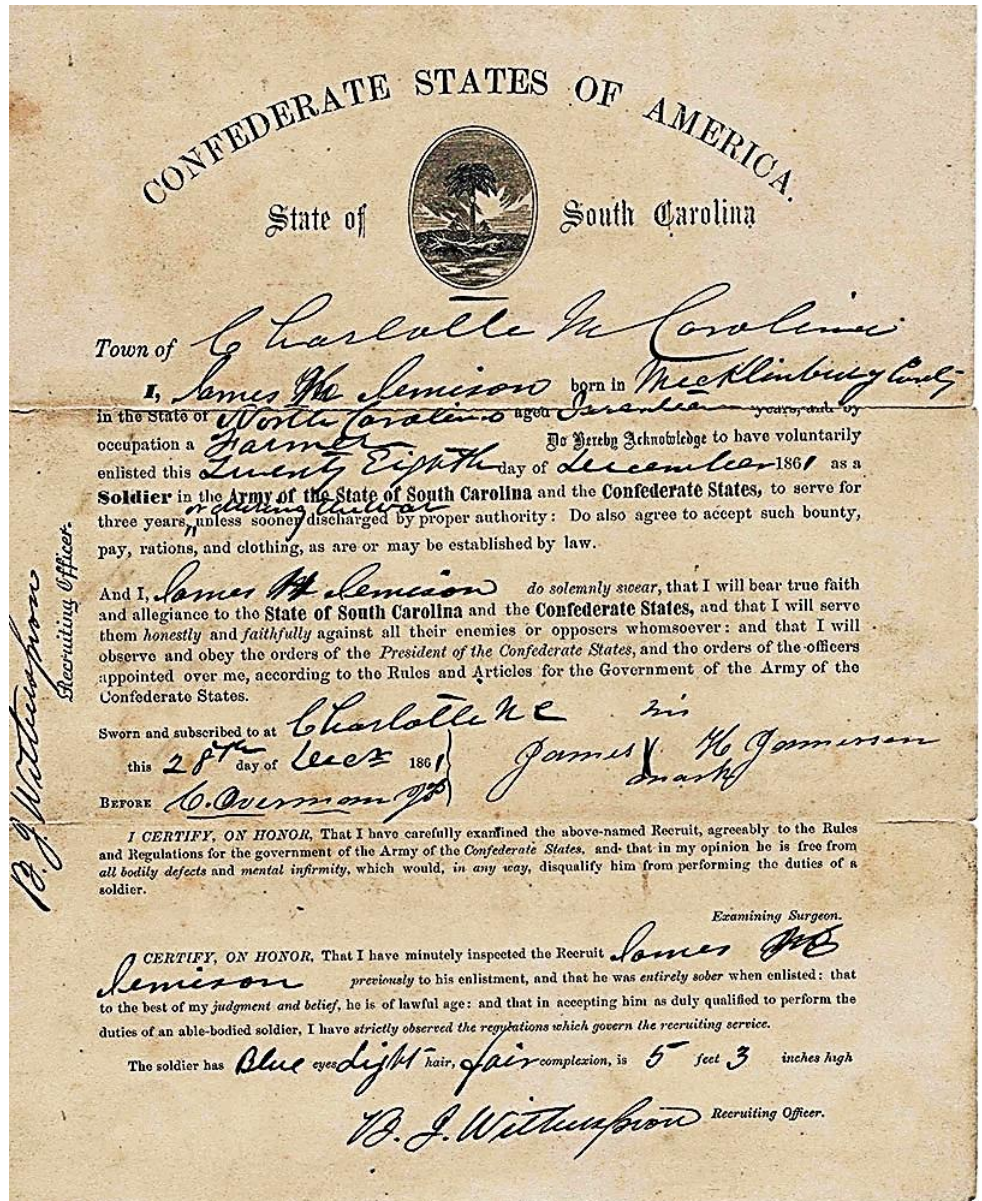 CONFEDERATE STATES OF AMERICA.
State of South Carolina
Town of Charlotte N Carolina
I, James H Jemison born in Mecklinburg County
in the State of North Carolina aged years, and by
occupation a Farmer Do Hereby Acknowledge to have voluntarily
enlisted this Twenty Eighth day of December 1861 as a
Soldier in the Army of the State of South Carolina and the Confederate States, to serve for
or during the war
three years, unless sooner discharged by proper authority: Do also agree to accept such bounty,
pay, rations, and clothing, as are or may be established by law.
And I, James H Jemison do solemnly swear, that I will bear true faith
and allegiance to the State of South Carolina and the Confederate States, and that I will serve
them honestly and faithfully against all their enemies or opposers whomsoever: and that I will
observe and obey the orders of the President of the Confederate States, and the orders of the officers
appointed over me, according to the Rules and Articles for the Government of the Army of the
Confederate States.
Sworn and subscribed to at Charlotte N C
this 28th day of Decr 1861
BEFORE C. Overman
his
James X H Jamerson
mark
I CERTIFY, ON HONOR, That I have carefully examined the above-named Recruit, agreeably to the Rules
and Regulations for the government of the Army of the Confederate States, and that in my opinion he is free from
all bodily defects and mental infirmity, which would, in any way, disqualify him from performing the duties of a
soldier.
Examining Surgeon.
I CERTIFY, ON HONOR, That I have minutely inspected the Recruit James H
Jemison previously to his enlistment, and that he was entirely sober when enlisted: that
to the best of my judgment and belief, he is of lawful age: and that in accepting him as duly qualified to perform the
duties of an able-bodied soldier, I have strictly observed the regulations which govern the recruiting service.
The soldier has Blue eyes Light hair, fair complexion, is 5 feet 3 inches high
B. J. Witherspoon Recruiting Officer.
B. J. Witherspoon
Recruiting Officer.